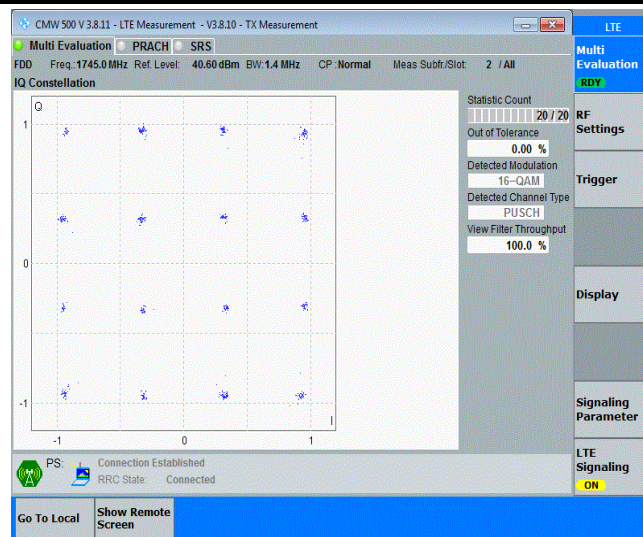 CMW 500 V 3.8.11 - LTE Measurement - V3.8.10 - TX Measurement
LTE
Multi Evaluation PRACH SRS
FDD Freq.:1745.0 MHz Ref. Level: 40.60 dBm BW:1.4 MHz CP :Normal Meas Subfr./Slot: 2 / All
IQ Constellation
Q
1
0
-1
-1 0 1
I
Statistic Count
20 / 20
Out of Tolerance
0.00 %
Detected Modulation
16-QAM
Detected Channel Type
PUSCH
View Filter Throughput
100.0 %
PS: Connection Established
RRC State: Connected
Multi
Evaluation
RDY
RF
Settings
Trigger
Display
Signaling
Parameter
LTE
Signaling
ON
Go To Local
Show Remote
Screen